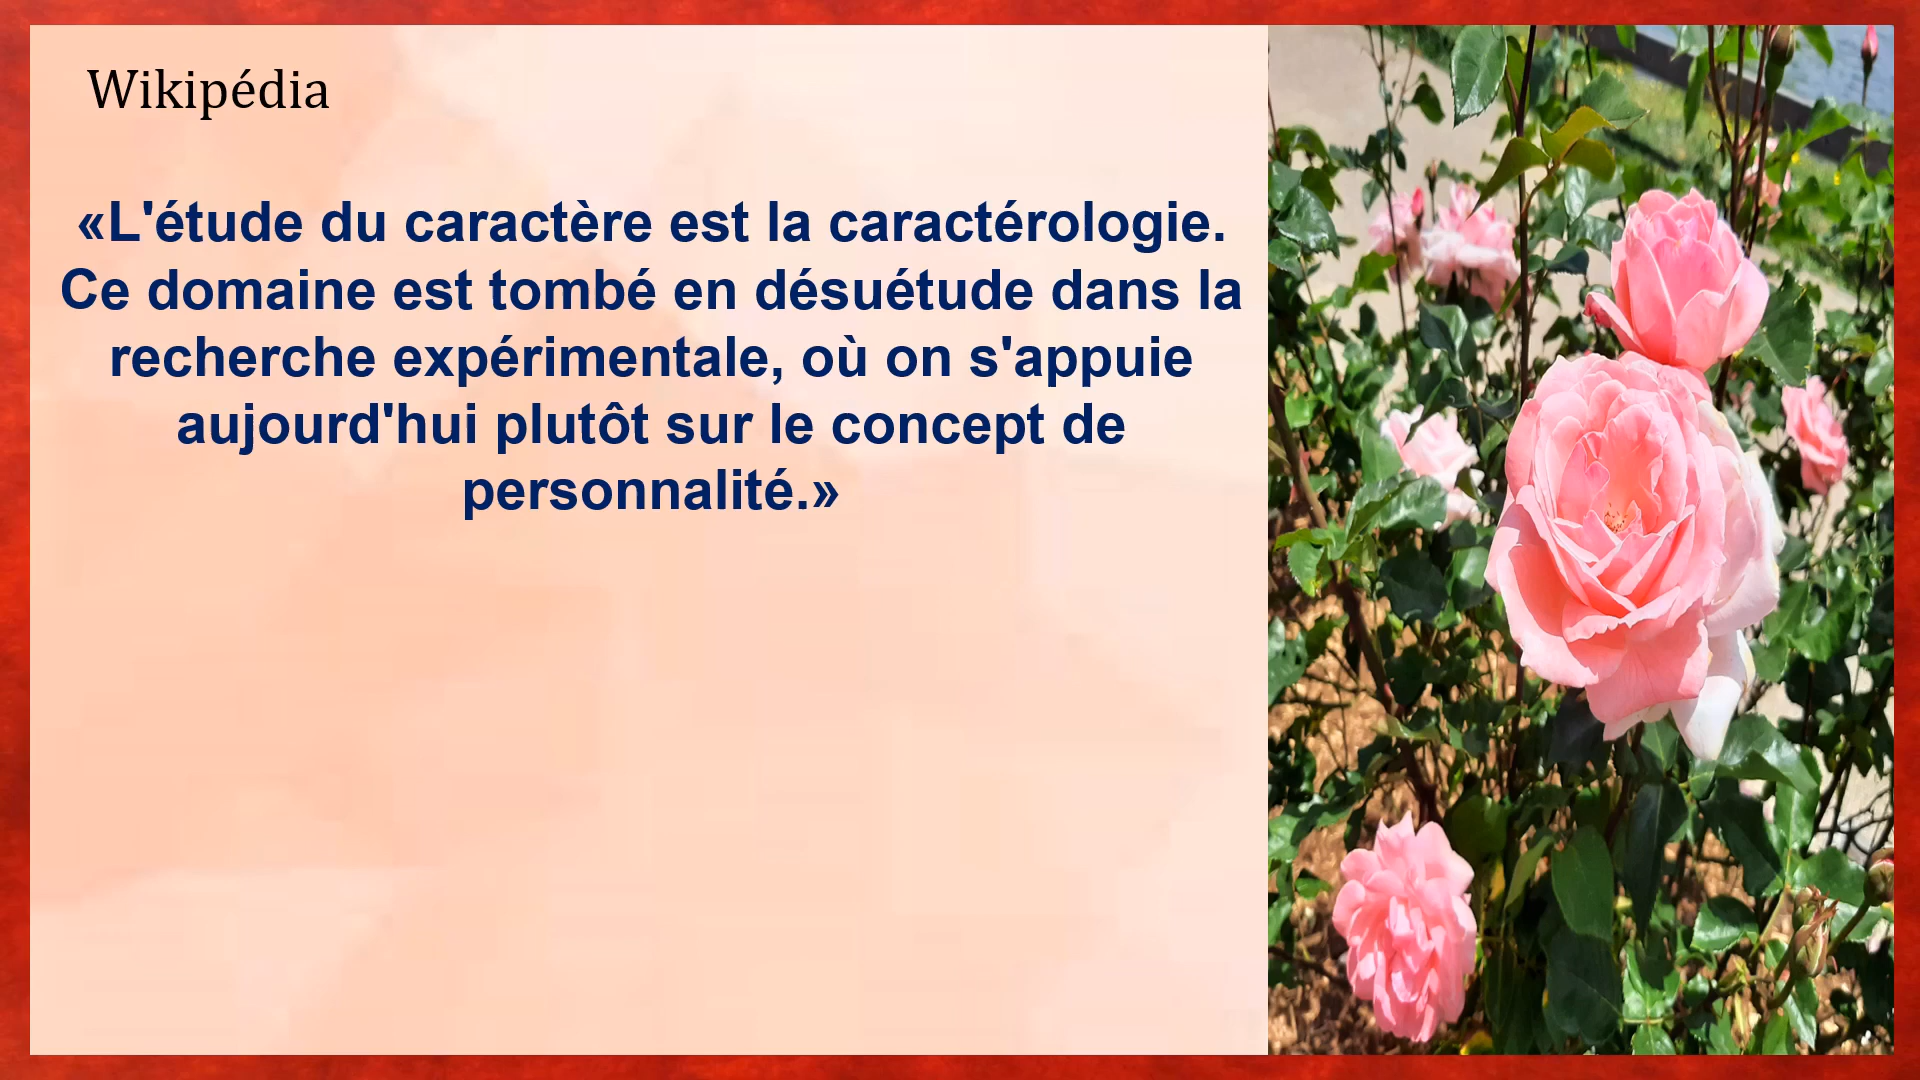 Wikipédia
«L'étude du caractère est la caractérologie.
Ce domaine est tombé en désuétude dans la
recherche expérimentale, où on s'appuie
aujourd'hui plutôt sur le concept de
personnalité.»